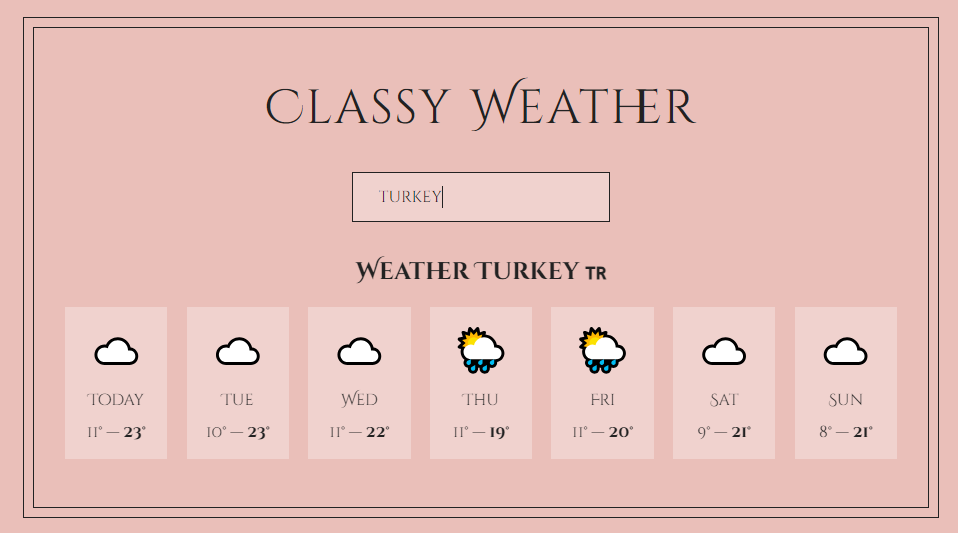 Classy Weather
TURKEY
Weather Turkey TR
Today
Tue
Wed
Thu
Fri
Sat
Sun
11° — 23°
10° — 23°
11° — 22°
11° — 19°
11° — 20°
9° — 21°
8° — 21°